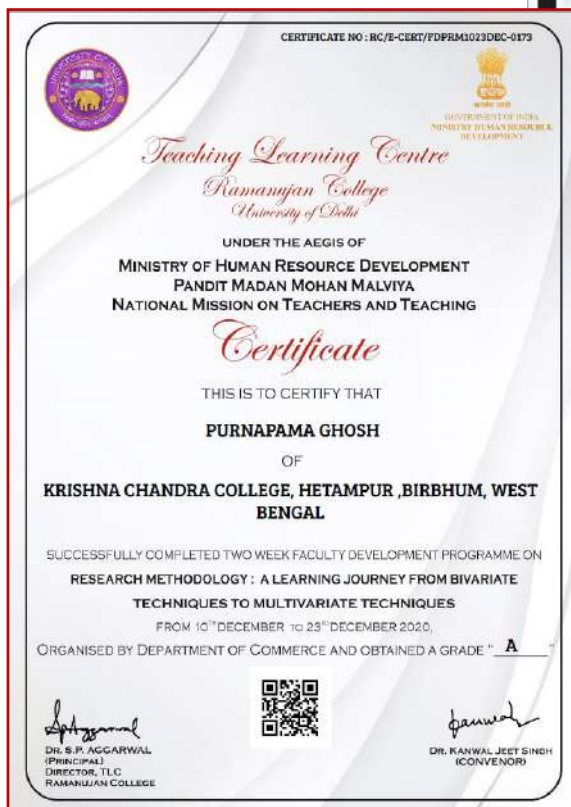 CERTIFICATE NO : RC/E-CERT/FDPRM1023DEC-0173
UNIVERSITY OF DELHI
GOVERNMENT OF INDIA
MINISTRY HUMAN RESOURCE
DEVELOPMENT
Teaching Learning Centre
Ramanujan College
University of Delhi
UNDER THE AEGIS OF
MINISTRY OF HUMAN RESOURCE DEVELOPMENT
PANDIT MADAN MOHAN MALVIYA
NATIONAL MISSION ON TEACHERS AND TEACHING
Certificate
THIS IS TO CERTIFY THAT
PURNAPAMA GHOSH
OF
KRISHNA CHANDRA COLLEGE, HETAMPUR ,BIRBHUM, WEST
BENGAL
SUCCESSFULLY COMPLETED TWO WEEK FACULTY DEVELOPMENT PROGRAMME ON
RESEARCH METHODOLOGY : A LEARNING JOURNEY FROM BIVARIATE
TECHNIQUES TO MULTIVARIATE TECHNIQUES
FROM 10TH DECEMBER TO 23RD DECEMBER 2020,
ORGANISED BY DEPARTMENT OF COMMERCE AND OBTAINED A GRADE "__A__"
DR. S.P. AGGARWAL
(PRINCIPAL)
DIRECTOR, TLC
RAMANUJAN COLLEGE
DR. KANWAL JEET SINGH
(CONVENOR)